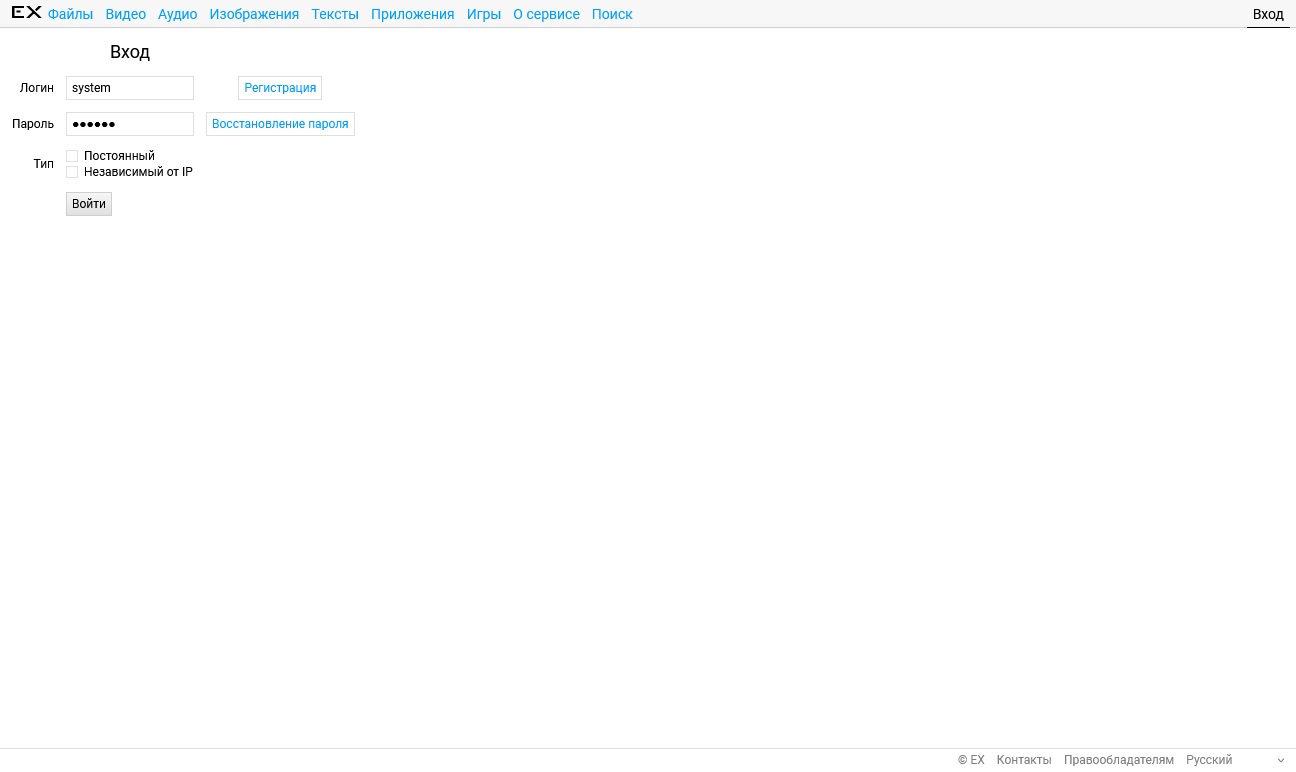 EX Файлы Видео Аудио Изображения Тексты Приложения Игры О сервисе Поиск Вход
Вход
Логин system Регистрация
Пароль ●●●●●● Восстановление пароля
Тип
Постоянный
Независимый от IP
Войти
© EX Контакты Правообладателям Русский